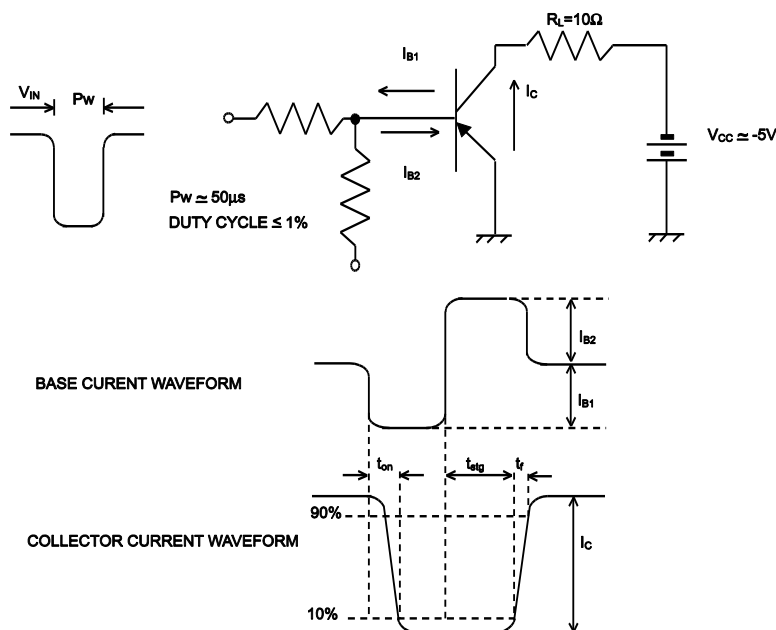 RL=10Ω
IB1
VIN
Pw
IC
VCC ≃ -5V
IB2
Pw ≃ 50μs
DUTY CYCLE ≤ 1%
IB2
BASE CURENT WAVEFORM
IB1
ton
tstg
tf
90%
COLLECTOR CURRENT WAVEFORM
IC
10%